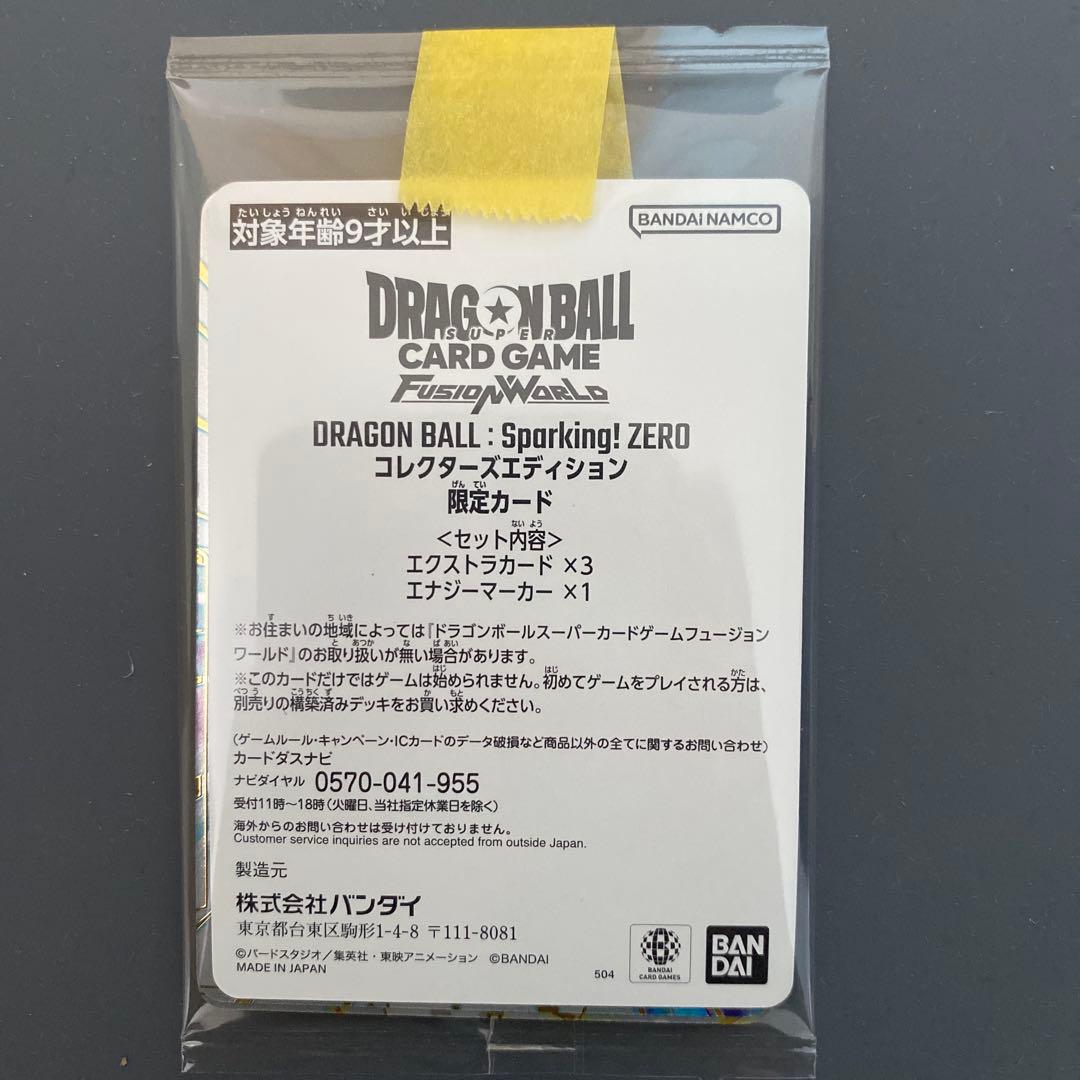 たいしょうねんれい さい いじょう
対象年齢9才以上
BANDAI NAMCO
DRAGON BALL
SUPER
CARD GAME
FUSION WORLD
DRAGON BALL : Sparking! ZERO
コレクターズエディション
げんてい
限定カード
ないよう
<セット内容>
エクストラカード ×3
エナジーマーカー ×1
す ちいき
※お住まいの地域によっては『ドラゴンボールスーパーカードゲームフュージョン
と あつか な ばあい
ワールド』のお取り扱いが無い場合があります。
はじ はじ かた
※このカードだけではゲームは始められません。初めてゲームをプレイされる方は、
べつう こうちくず か もと
別売りの構築済みデッキをお買い求めください。
(ゲームルール・キャンペーン・ICカードのデータ破損など商品以外の全てに関するお問い合わせ)
カードダスナビ
ナビダイヤル 0570-041-955
受付11時〜18時(火曜日、当社指定休業日を除く)
海外からのお問い合わせは受け付けておりません。
Customer service inquiries are not accepted from outside Japan.
製造元
株式会社バンダイ
東京都台東区駒形1-4-8 〒111-8081
©バードスタジオ/集英社・東映アニメーション ©BANDAI
MADE IN JAPAN
504
BANDAI
CARD GAMES
BAN
DAI